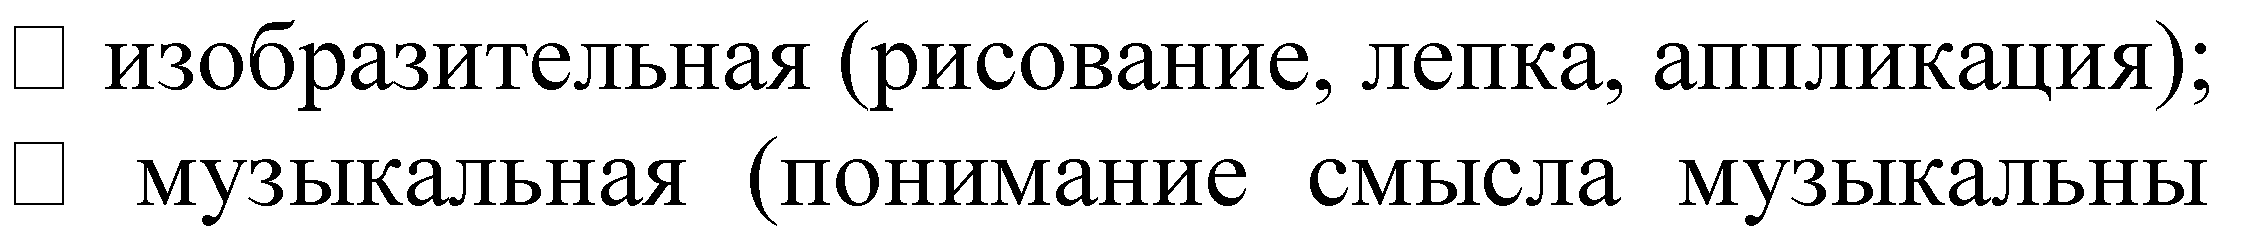 □ изобразительная (рисование, лепка, аппликация);
□ музыкальная (понимание смысла музыкальны